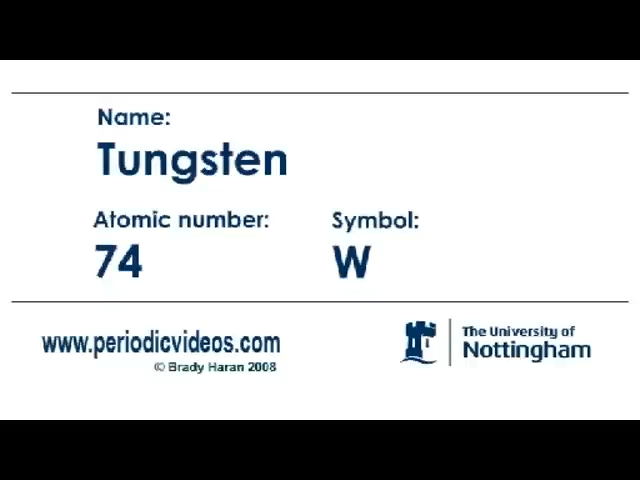 Name:
Tungsten
Atomic number:
Symbol:
74
W
www.periodicvideos.com
© Brady Haran 2008
The University of
Nottingham